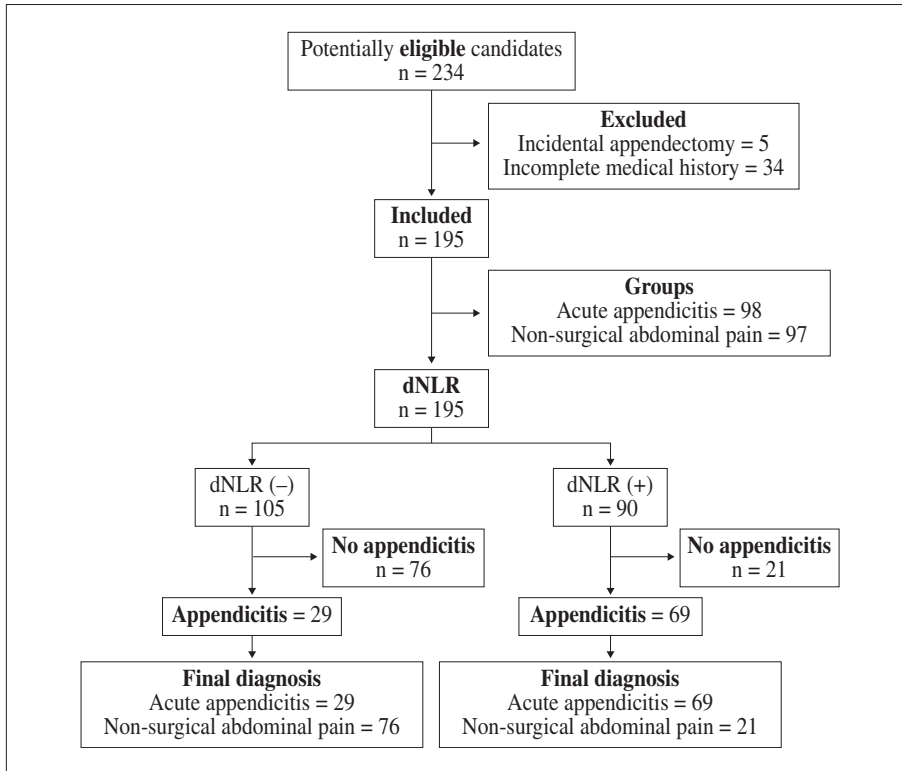 Potentially eligible candidates
n = 234
Excluded
Incidental appendectomy = 5
Incomplete medical history = 34
Included
n = 195
Groups
Acute appendicitis = 98
Non-surgical abdominal pain = 97
dNLR
n = 195
dNLR (–)
n = 105
dNLR (+)
n = 90
No appendicitis
n = 76
No appendicitis
n = 21
Appendicitis = 29
Appendicitis = 69
Final diagnosis
Acute appendicitis = 29
Non-surgical abdominal pain = 76
Final diagnosis
Acute appendicitis = 69
Non-surgical abdominal pain = 21